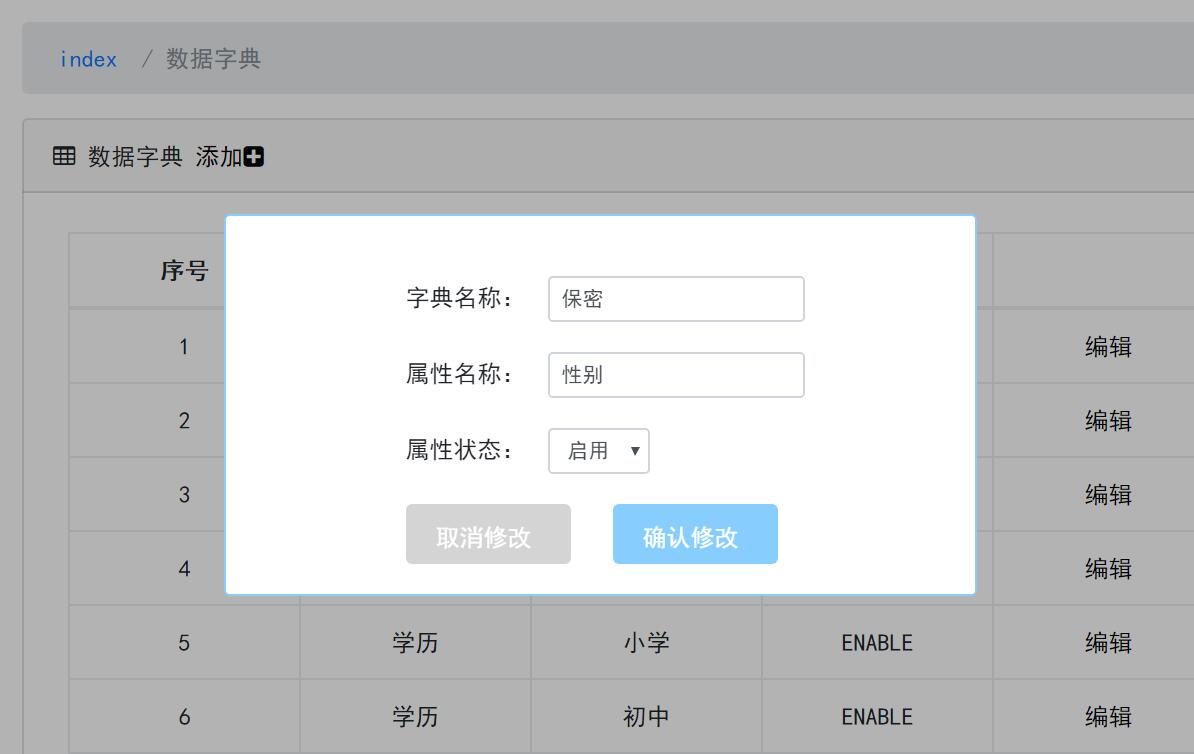 index / 数据字典
数据字典 添加
序号
字典名称： 保密
1 编辑
属性名称： 性别
2 编辑
属性状态： 启用
3 编辑
取消修改 确认修改
4 编辑
5 学历 小学 ENABLE 编辑
6 学历 初中 ENABLE 编辑